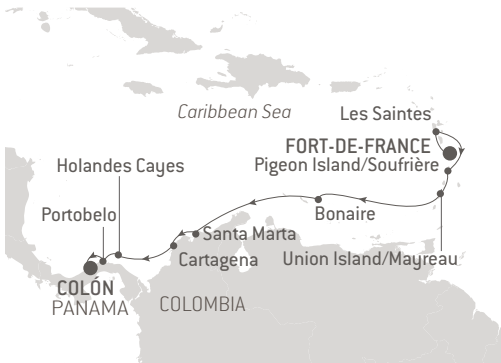 Caribbean Sea
Les Saintes
FORT-DE-FRANCE
Pigeon Island/Soufrière
Holandes Cayes
Portobelo
Bonaire
Santa Marta
Cartagena
Union Island/Mayreau
COLÓN
PANAMA
COLOMBIA